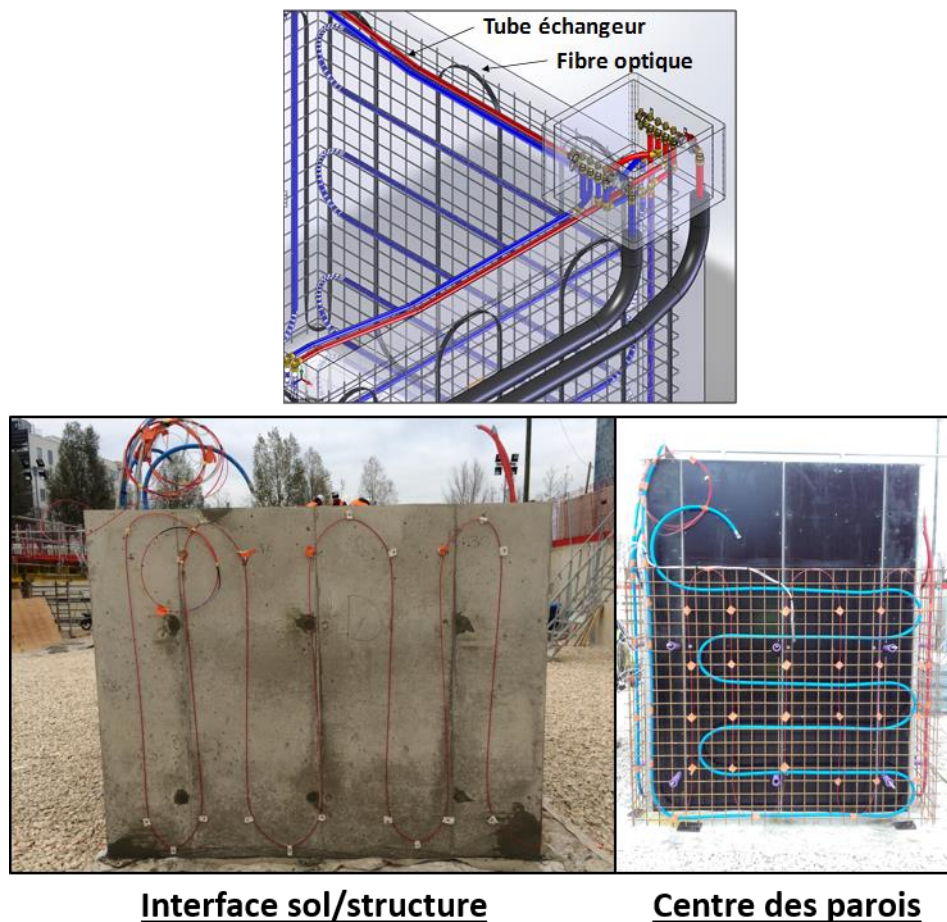 Tube échangeur
Fibre optique
Interface sol/structure
Centre des parois